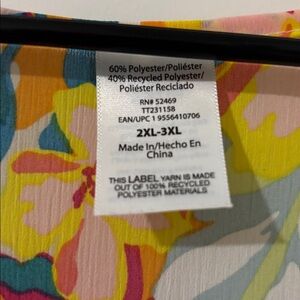 60% Polyester/Poliéster
40% Recycled Polyester/
Poliéster Reciclado
RN# 52469
TT231158
EAN/UPC 1 9556410706
2XL-3XL
Made In/Hecho En
China
THIS LABEL YARN IS MADE
OUT OF 100% RECYCLED
POLYESTER MATERIALS